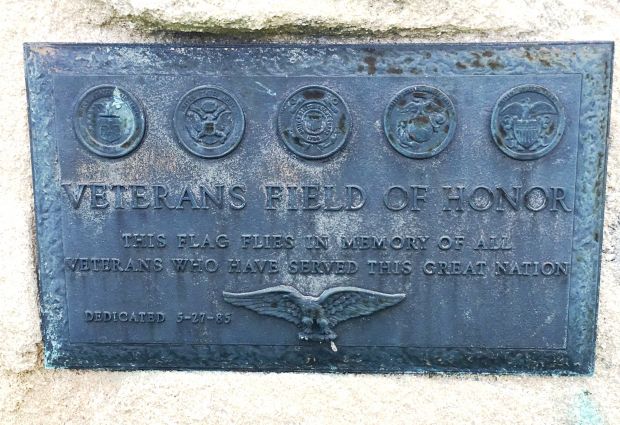 VETERANS FIELD OF HONOR
THIS FLAG FLIES IN MEMORY OF ALL
VETERANS WHO HAVE SERVED THIS GREAT NATION
DEDICATED 5-27-85